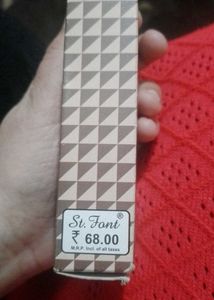 St. Font®
₹ 68.00
M.R.P. Incl. of all taxes